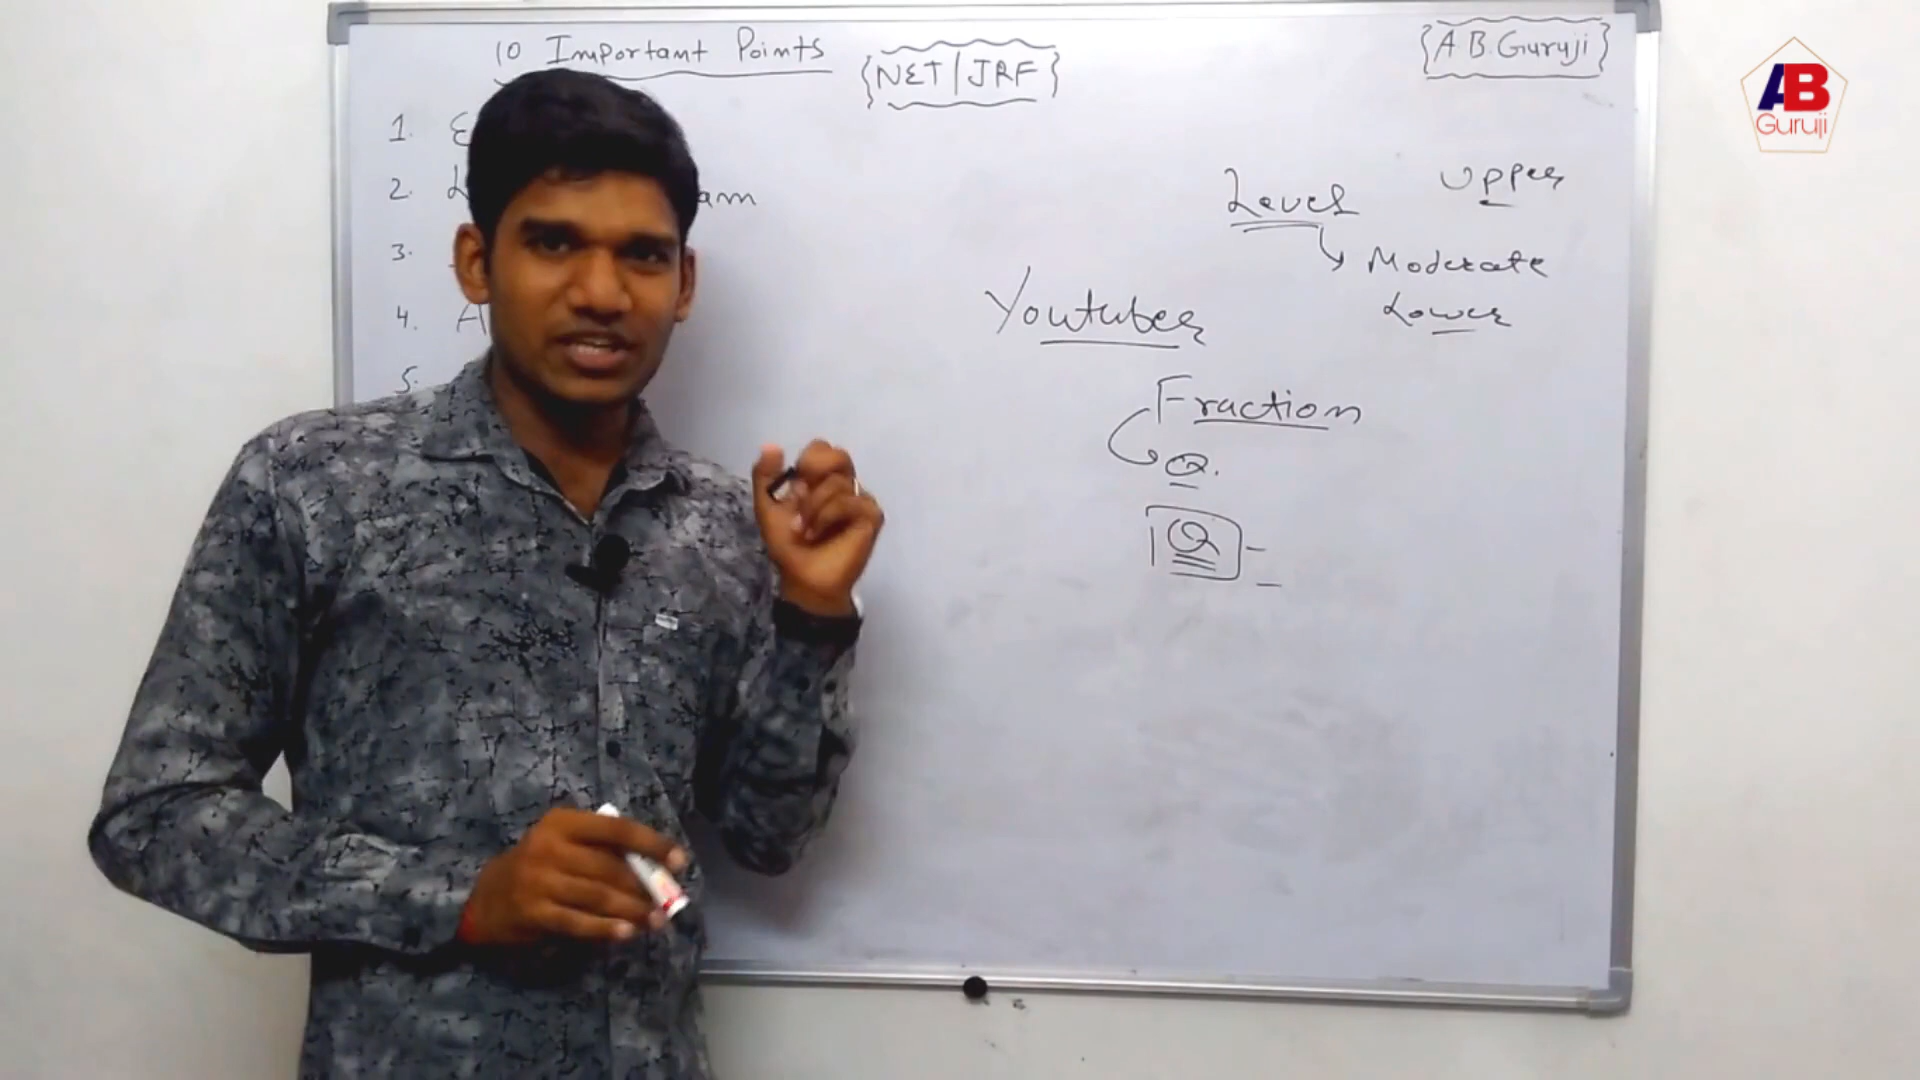 10 Important Points
{NET/JRF}
{A.B.Guruji}
AB
Guruji
1.
2. am
3.
4. A
5.
Level
Upper
Moderate
Lower
Youtuber
Fraction
Q.
Q